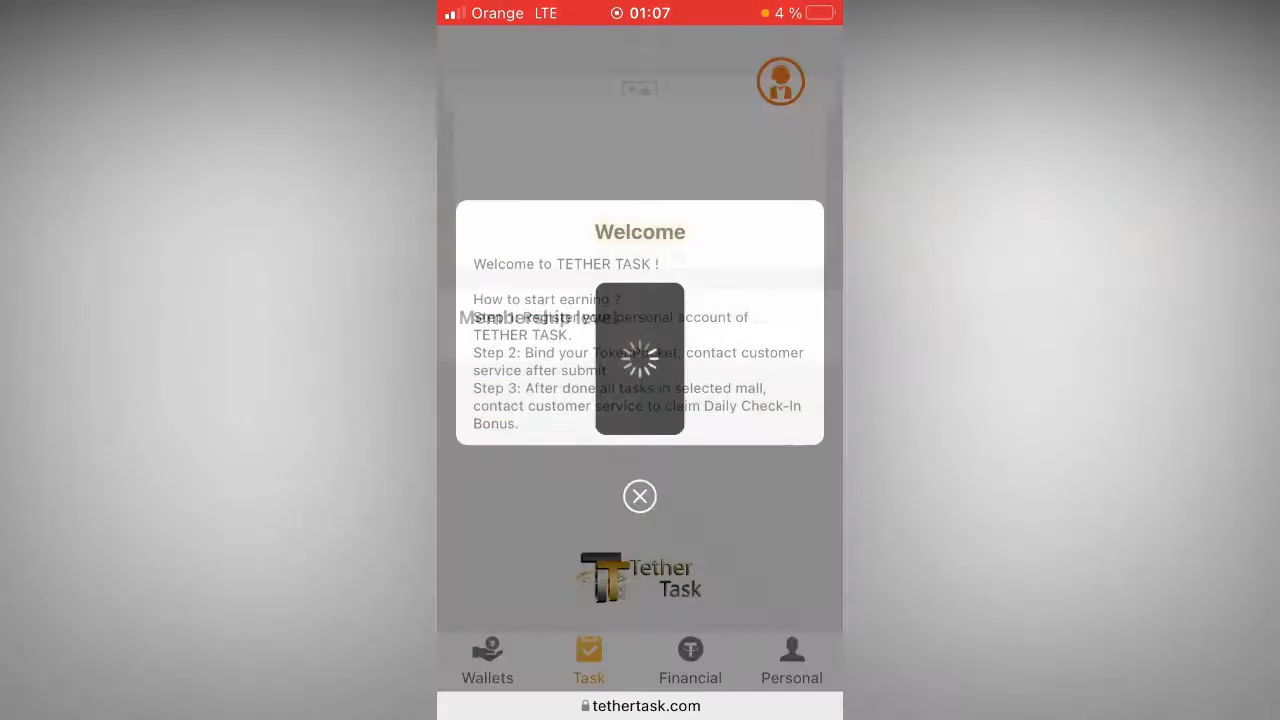 Orange LTE 01:07 4 %
Welcome
Welcome to TETHER TASK !
How to start earning ?
Membership level
Step 1: Register your personal account of
TETHER TASK.
Step 2: Bind your Token Pocket, contact customer
service after submit
Step 3: After done all tasks in selected mall,
contact customer service to claim Daily Check-In
Bonus.
Tether
Task
Wallets Task Financial Personal
tethertask.com